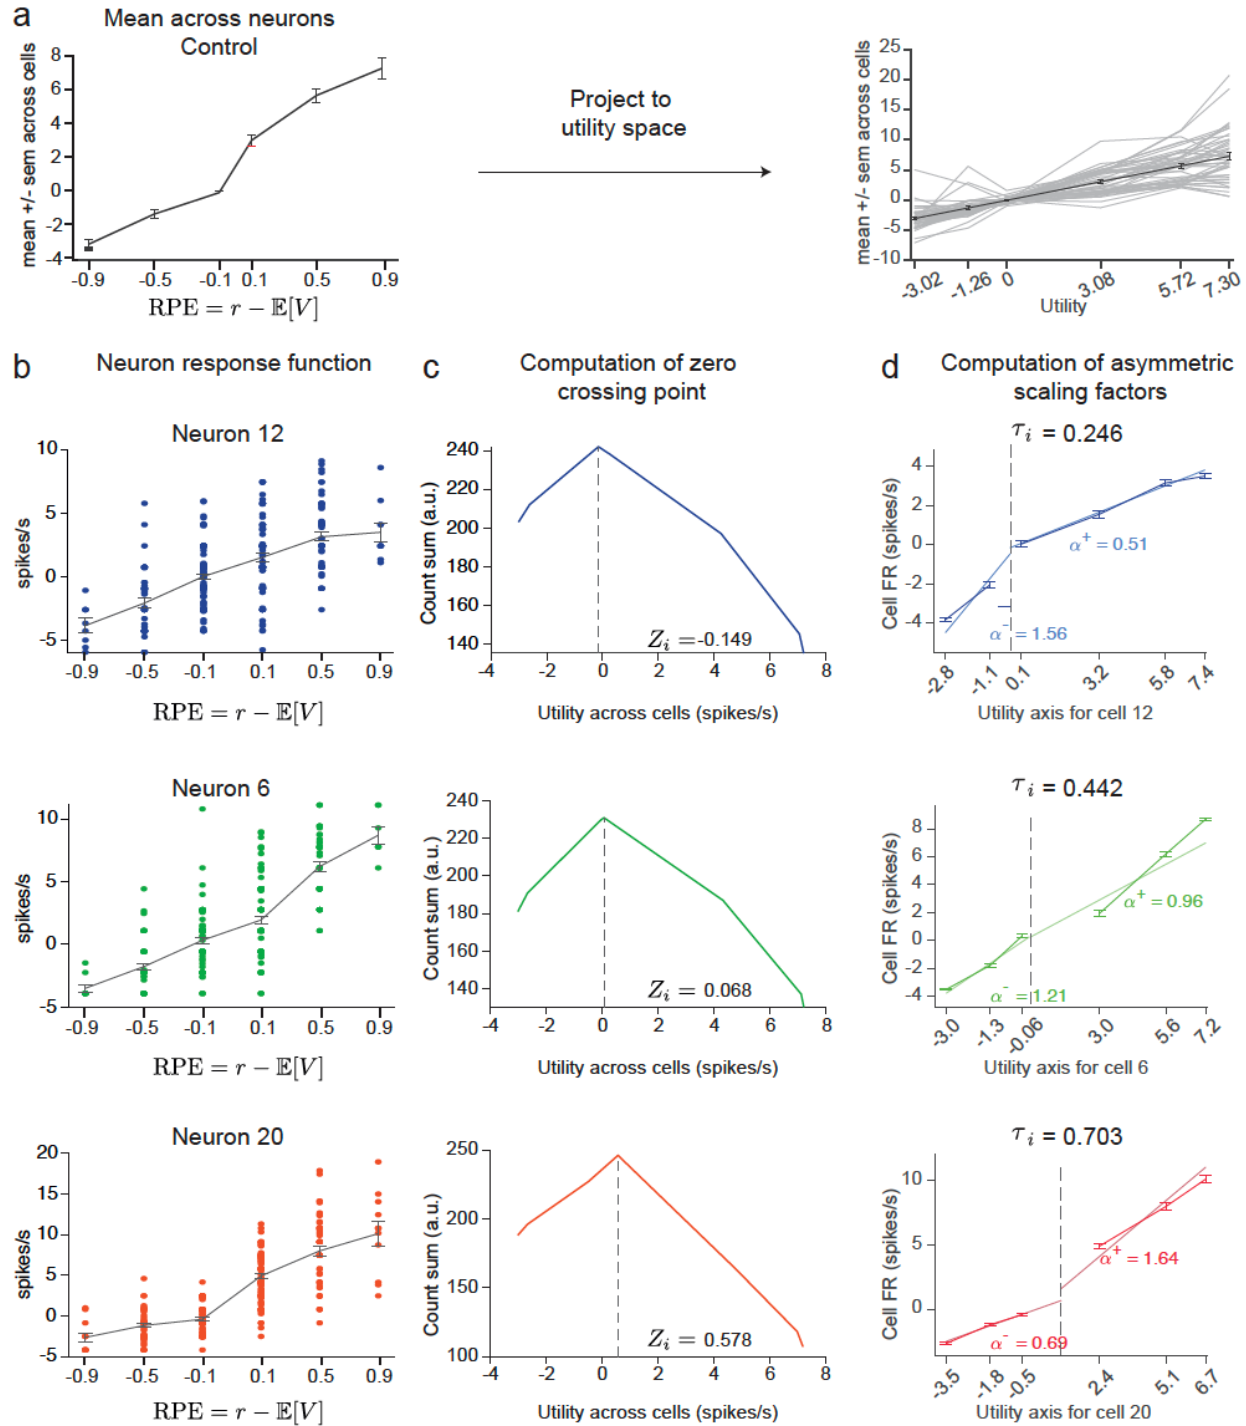 a
Mean across neurons
Control
mean +/- sem across cells
8
6
4
2
0
-2
-4
-0.9 -0.5 -0.1 0.1 0.5 0.9
RPE = r − 𝔼[V]
Project to
utility space
mean +/- sem across cells
25
20
15
10
5
0
-5
-10
-3.02 -1.26 0 3.08 5.72 7.30
Utility
b Neuron response function
c Computation of zero
crossing point
d Computation of asymmetric
scaling factors
Neuron 12
spikes/s
10
5
0
-5
-0.9 -0.5 -0.1 0.1 0.5 0.9
RPE = r − 𝔼[V]
Count sum (a.u.)
240
220
200
180
160
140
Z_i =-0.149
-4 -2 0 2 4 6 8
Utility across cells (spikes/s)
τ_i = 0.246
Cell FR (spikes/s)
4
2
0
-2
-4
α⁺ = 0.51
α⁻ = 1.56
-2.8 -1.1 0.1 3.2 5.8 7.4
Utility axis for cell 12
Neuron 6
spikes/s
10
5
0
-5
-0.9 -0.5 -0.1 0.1 0.5 0.9
RPE = r − 𝔼[V]
Count sum (a.u.)
240
220
200
180
160
140
Z_i = 0.068
-4 -2 0 2 4 6 8
Utility across cells (spikes/s)
τ_i = 0.442
Cell FR (spikes/s)
8
6
4
2
0
-2
-4
α⁺ = 0.96
α⁻ = 1.21
-3.0 -1.3 -0.06 3.0 5.6 7.2
Utility axis for cell 6
Neuron 20
spikes/s
20
15
10
5
0
-5
-0.9 -0.5 -0.1 0.1 0.5 0.9
RPE = r − 𝔼[V]
Count sum (a.u.)
250
200
150
100
Z_i = 0.578
-4 -2 0 2 4 6 8
Utility across cells (spikes/s)
τ_i = 0.703
Cell FR (spikes/s)
10
5
0
α⁺ = 1.64
α⁻ = 0.69
-3.5 -1.8 -0.5 2.4 5.1 6.7
Utility axis for cell 20